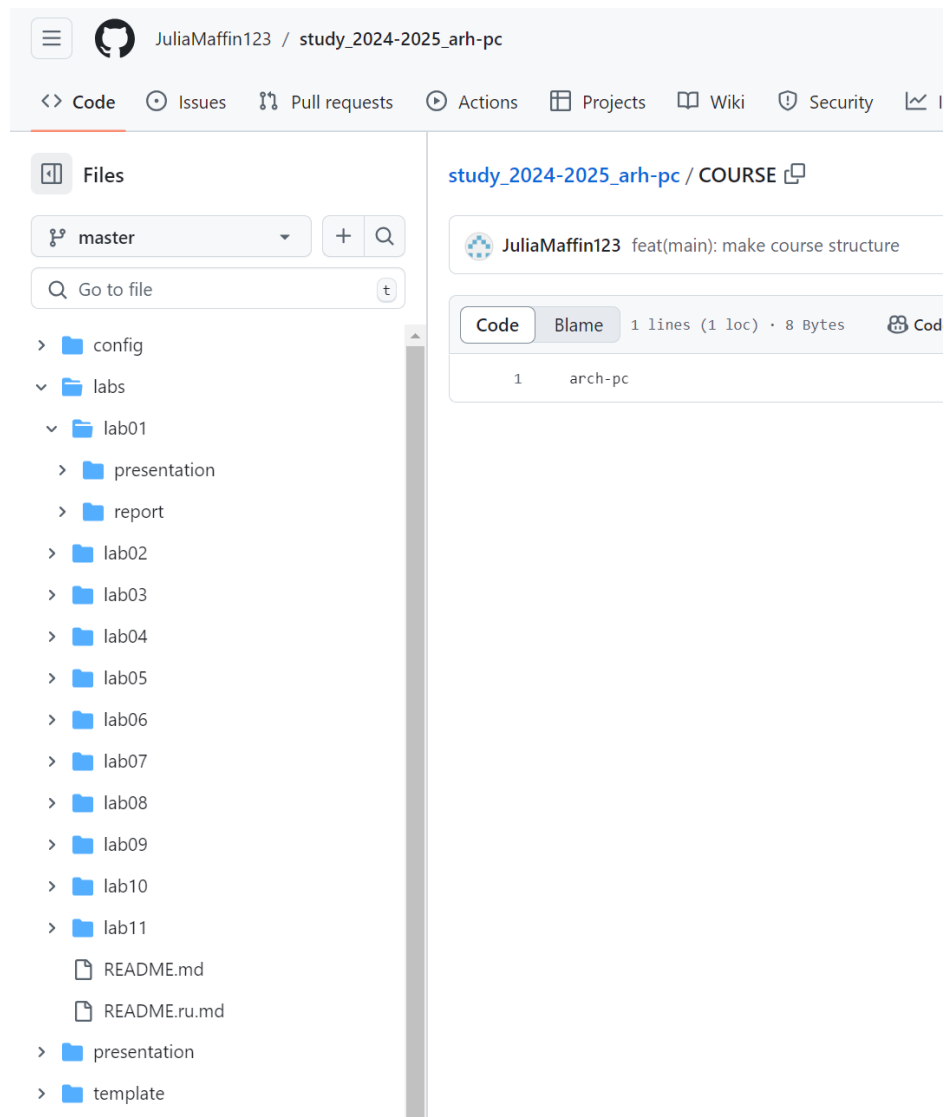 JuliaMaffin123 / study_2024-2025_arh-pc
Code Issues Pull requests Actions Projects Wiki Security
Files
master
Go to file t
config
labs
lab01
presentation
report
lab02
lab03
lab04
lab05
lab06
lab07
lab08
lab09
lab10
lab11
README.md
README.ru.md
presentation
template
study_2024-2025_arh-pc / COURSE
JuliaMaffin123 feat(main): make course structure
Code Blame 1 lines (1 loc) · 8 Bytes Cod
1 arch-pc